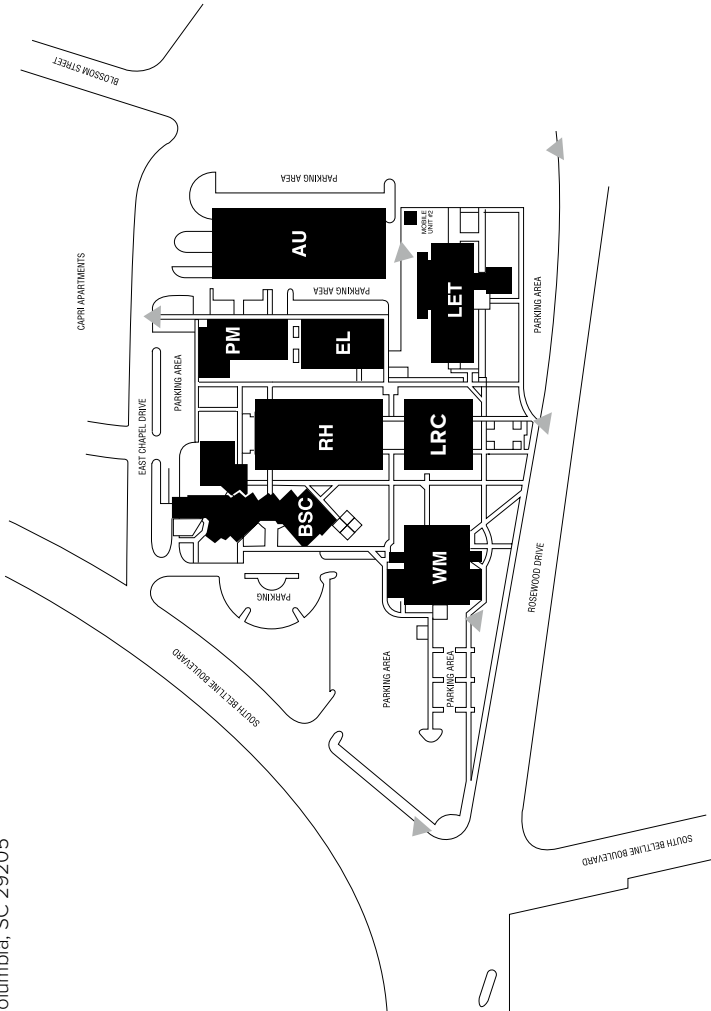 BLOSSOM STREET
PARKING AREA
CAPRI APARTMENTS
AU
MOBILE
UNIT #2
PARKING AREA
PM
EL
LET
PARKING AREA
PARKING AREA
EAST CHAPEL DRIVE
RH
LRC
BSC
WM
ROSEWOOD DRIVE
PARKING
SOUTH BELTLINE BOULEVARD
PARKING AREA
PARKING AREA
SOUTH BELTLINE BOULEVARD
SC 29205